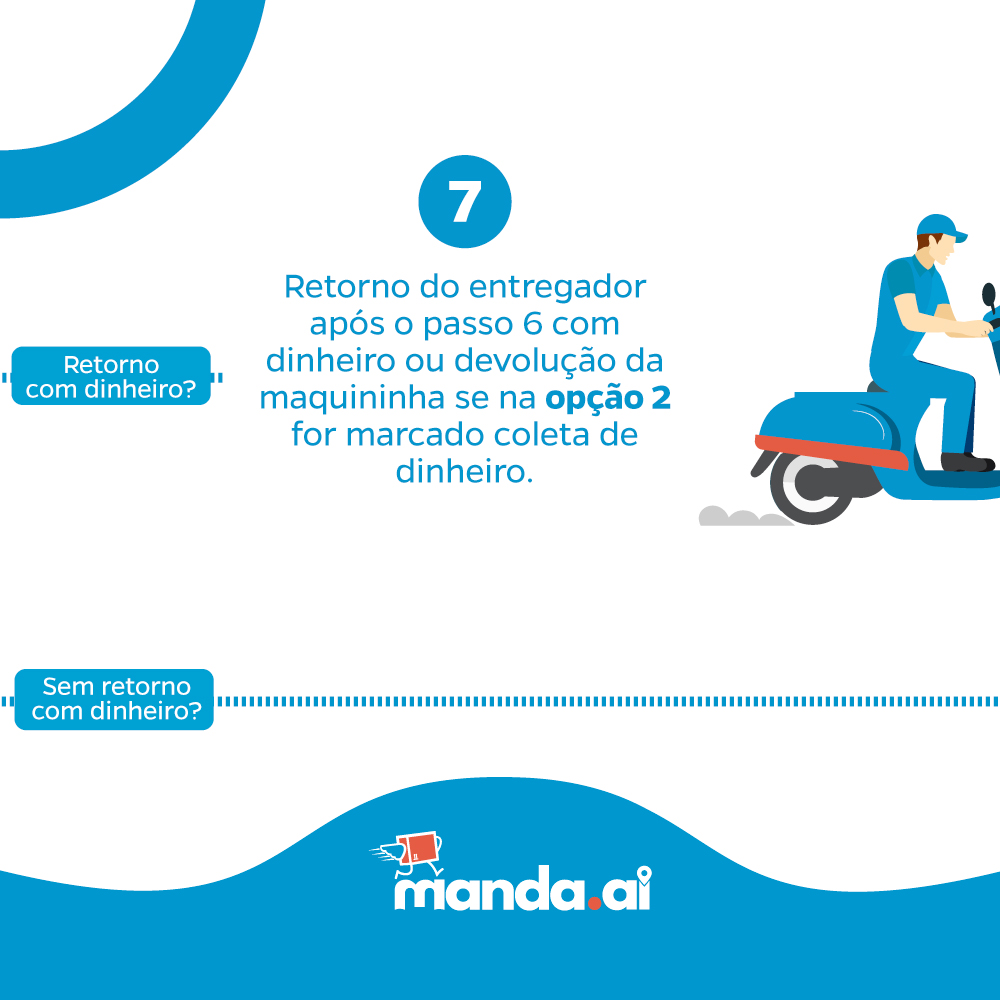 7
Retorno do entregador
após o passo 6 com
dinheiro ou devolução da
maquininha se na opção 2
for marcado coleta de
dinheiro.
Retorno
com dinheiro?
Sem retorno
com dinheiro?
manda.ai